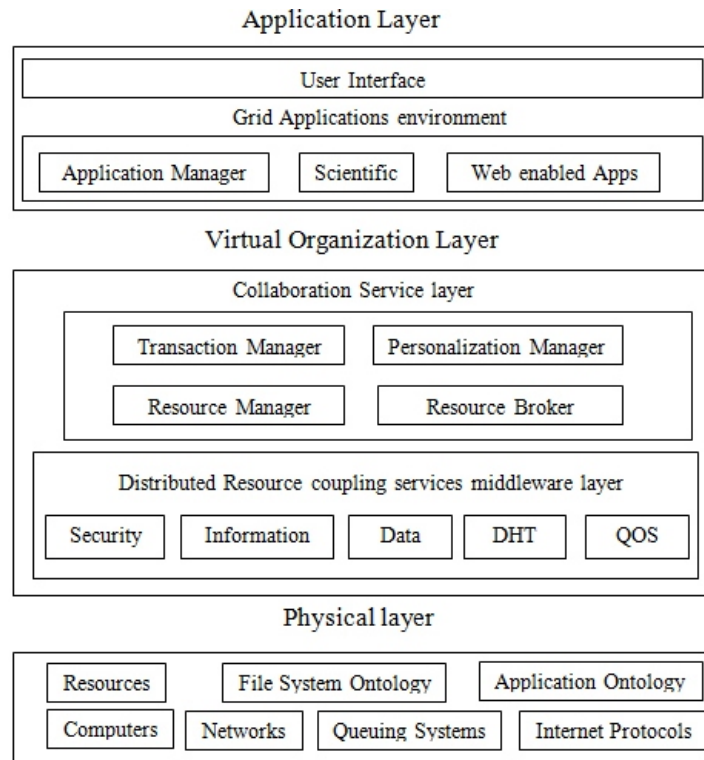 Application Layer
User Interface
Grid Applications environment
Application Manager
Scientific
Web enabled Apps
Virtual Organization Layer
Collaboration Service layer
Transaction Manager
Personalization Manager
Resource Manager
Resource Broker
Distributed Resource coupling services middleware layer
Security
Information
Data
DHT
QOS
Physical layer
Resources
File System Ontology
Application Ontology
Computers
Networks
Queuing Systems
Internet Protocols